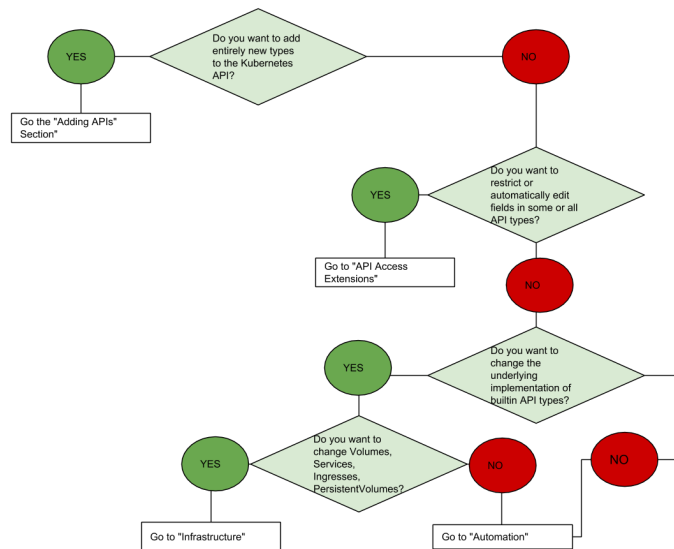 Do you want to add
entirely new types
to the Kubernetes
API?
YES
NO
Go the "Adding APIs"
Section"
Do you want to
restrict or
automatically edit
fields in some or all
API types?
YES
Go to "API Access
Extensions"
NO
Do you want to
change the
underlying
implementation of
builtin API types?
YES
Do you want to
change Volumes,
Services,
Ingresses,
PersistentVolumes?
YES
NO
NO
Go to "Infrastructure"
Go to "Automation"